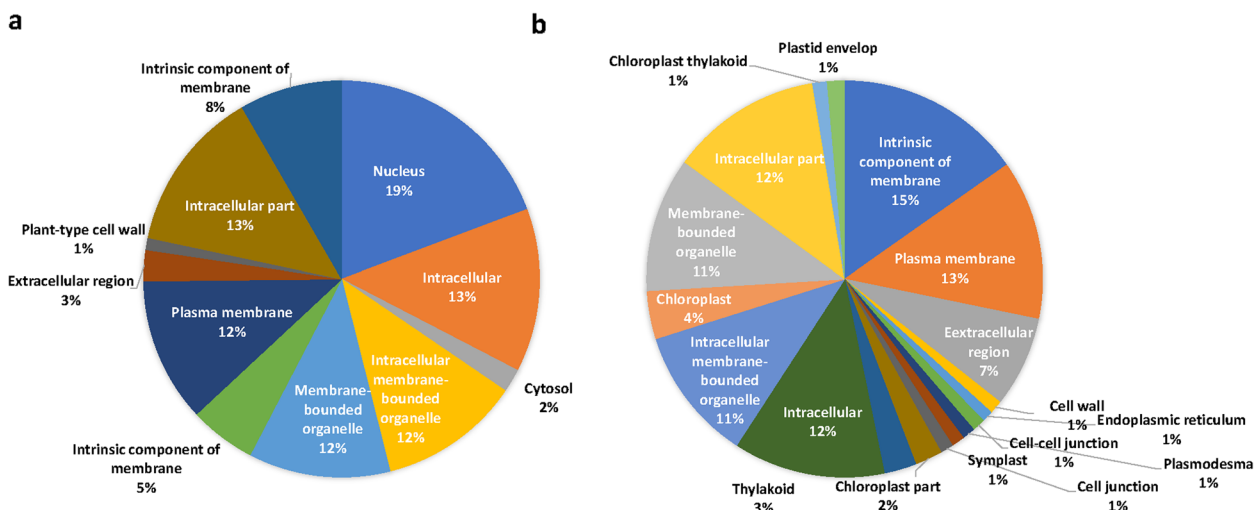 a
Intrinsic component of
membrane
8%
Nucleus
19%
Intracellular part
13%
Plant-type cell wall
1%
Extracellular region
3%
Intracellular
13%
Plasma membrane
12%
Cytosol
2%
Intracellular
membrane-
bounded
organelle
12%
Membrane-
bounded
organelle
12%
Intrinsic component of
membrane
5%
b
Plastid envelop
1%
Chloroplast thylakoid
1%
Intrinsic
component of
membrane
15%
Intracellular part
12%
Membrane-
bounded
organelle
11%
Plasma membrane
13%
Chloroplast
4%
Eextracellular
region
7%
Intracellular
membrane-
bounded
organelle
11%
Intracellular
12%
Cell wall
1%
Endoplasmic reticulum
1%
Cell-cell junction
1%
Symplast
1%
Plasmodesma
1%
Cell junction
1%
Chloroplast part
2%
Thylakoid
3%